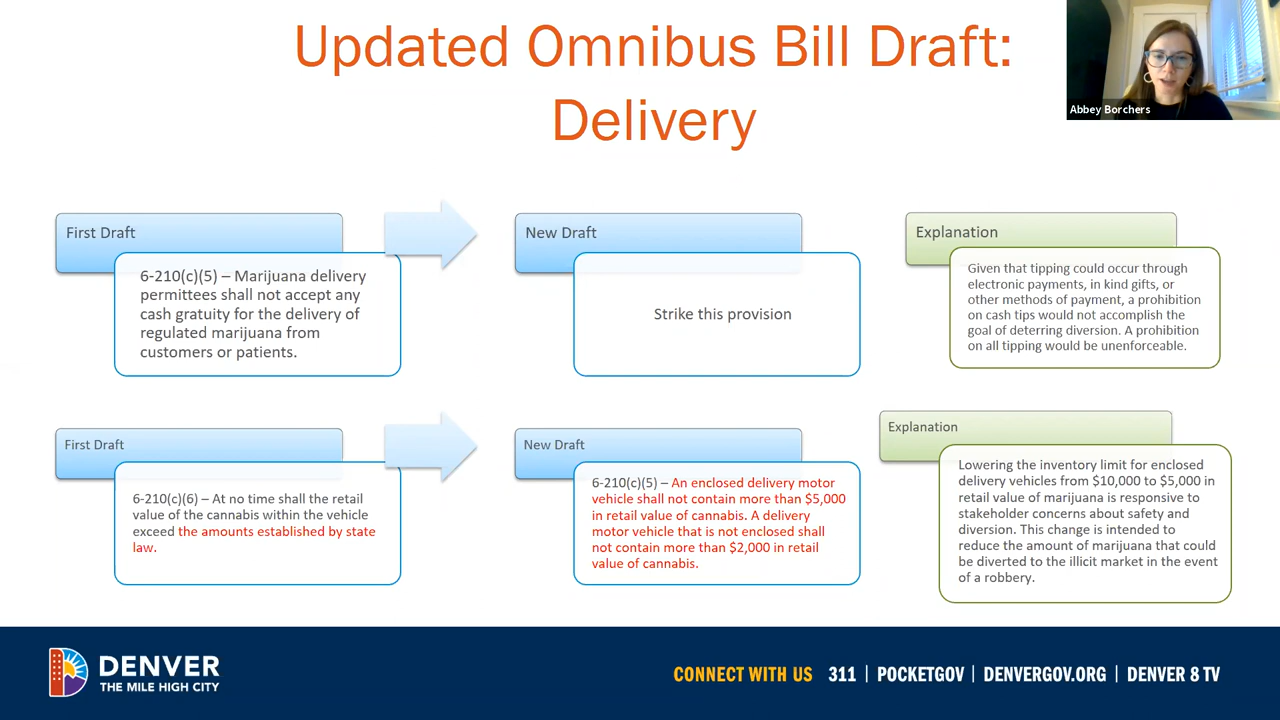 Updated Omnibus Bill Draft:
Delivery
Abbey Borchers
First Draft
6-210(c)(5) – Marijuana delivery
permittees shall not accept any
cash gratuity for the delivery of
regulated marijuana from
customers or patients.
New Draft
Strike this provision
Explanation
Given that tipping could occur through
electronic payments, in kind gifts, or
other methods of payment, a prohibition
on cash tips would not accomplish the
goal of deterring diversion. A prohibition
on all tipping would be unenforceable.
First Draft
6-210(c)(6) – At no time shall the retail
value of the cannabis within the vehicle
exceed the amounts established by state
law.
New Draft
6-210(c)(5) – An enclosed delivery motor
vehicle shall not contain more than $5,000
in retail value of cannabis. A delivery
motor vehicle that is not enclosed shall
not contain more than $2,000 in retail
value of cannabis.
Explanation
Lowering the inventory limit for enclosed
delivery vehicles from $10,000 to $5,000 in
retail value of marijuana is responsive to
stakeholder concerns about safety and
diversion. This change is intended to
reduce the amount of marijuana that could
be diverted to the illicit market in the event
of a robbery.
DENVER
THE MILE HIGH CITY
CONNECT WITH US 311 | POCKETGOV | DENVERGOV.ORG | DENVER 8 TV